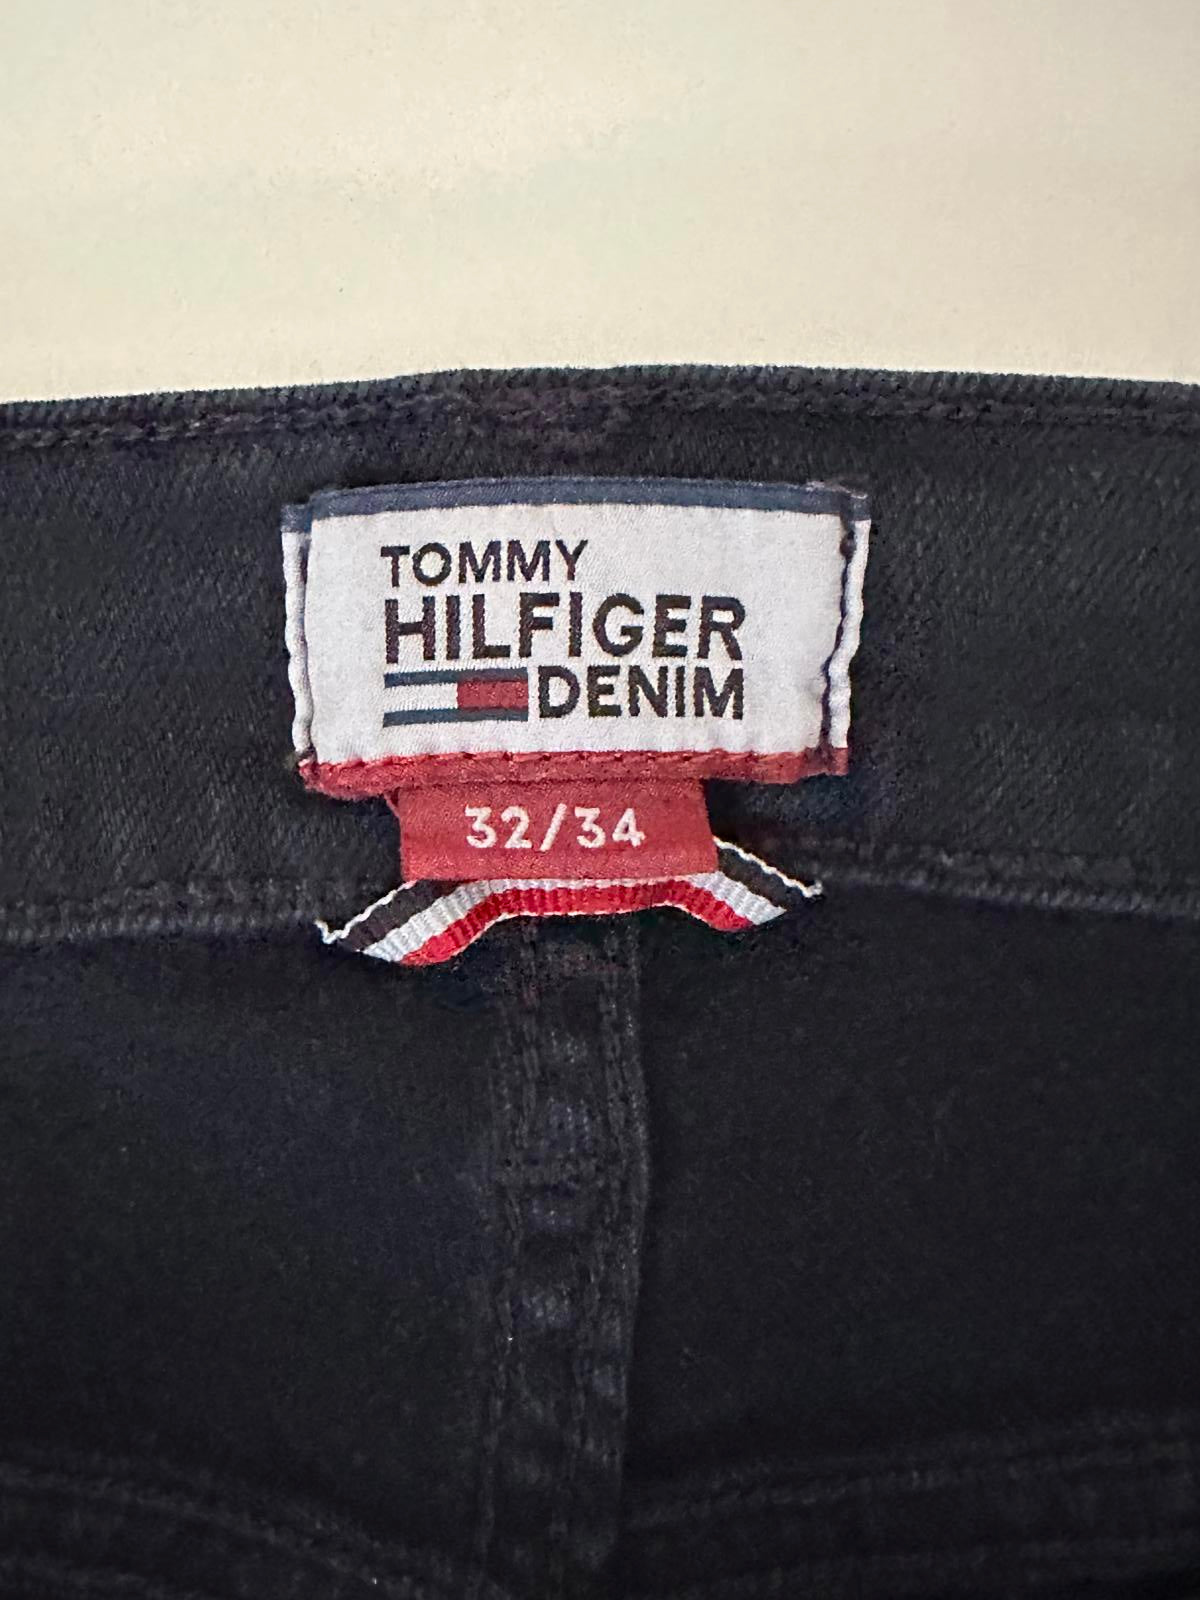 TOMMY
HILFIGER
DENIM
32/34